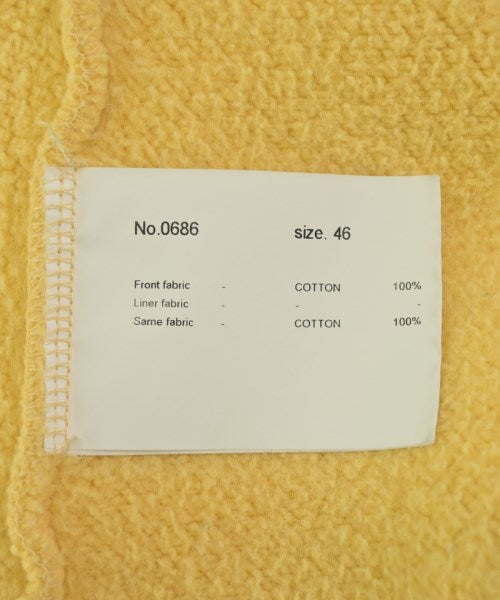 No.0686 size. 46
Front fabric - COTTON 100%
Liner fabric - - -
Same fabric - COTTON 100%